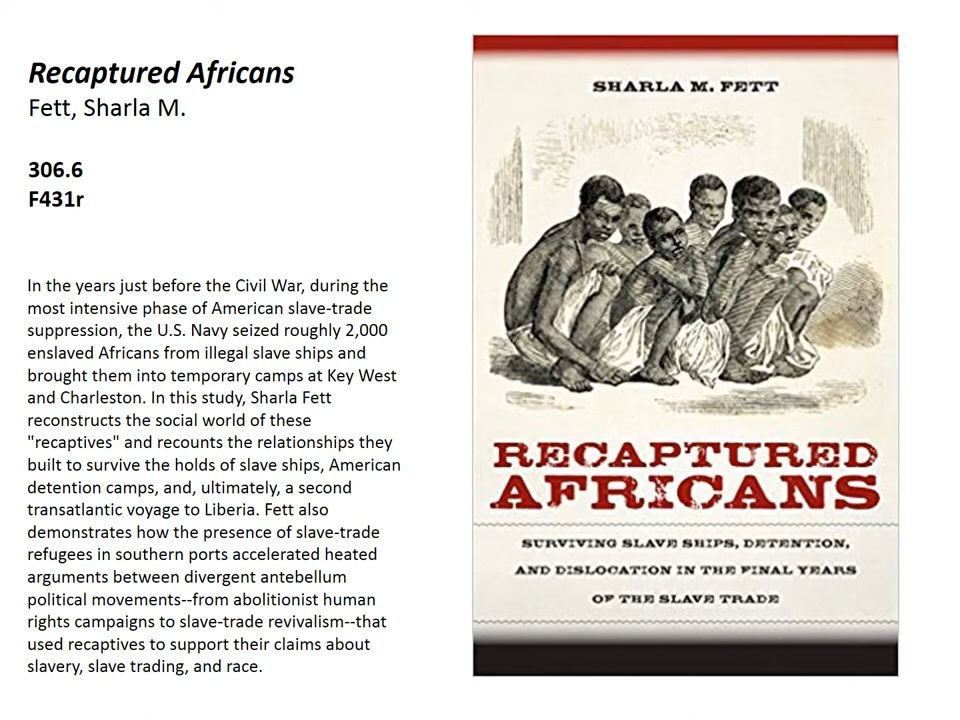 Recaptured Africans
Fett, Sharla M.
306.6
F431r
In the years just before the Civil War, during the
most intensive phase of American slave-trade
suppression, the U.S. Navy seized roughly 2,000
enslaved Africans from illegal slave ships and
brought them into temporary camps at Key West
and Charleston. In this study, Sharla Fett
reconstructs the social world of these
"recaptives" and recounts the relationships they
built to survive the holds of slave ships, American
detention camps, and, ultimately, a second
transatlantic voyage to Liberia. Fett also
demonstrates how the presence of slave-trade
refugees in southern ports accelerated heated
arguments between divergent antebellum
political movements--from abolitionist human
rights campaigns to slave-trade revivalism--that
used recaptives to support their claims about
slavery, slave trading, and race.
SHARLA M. FETT
RECAPTURED
AFRICANS
SURVIVING SLAVE SHIPS, DETENTION,
AND DISLOCATION IN THE FINAL YEARS
OF THE SLAVE TRADE